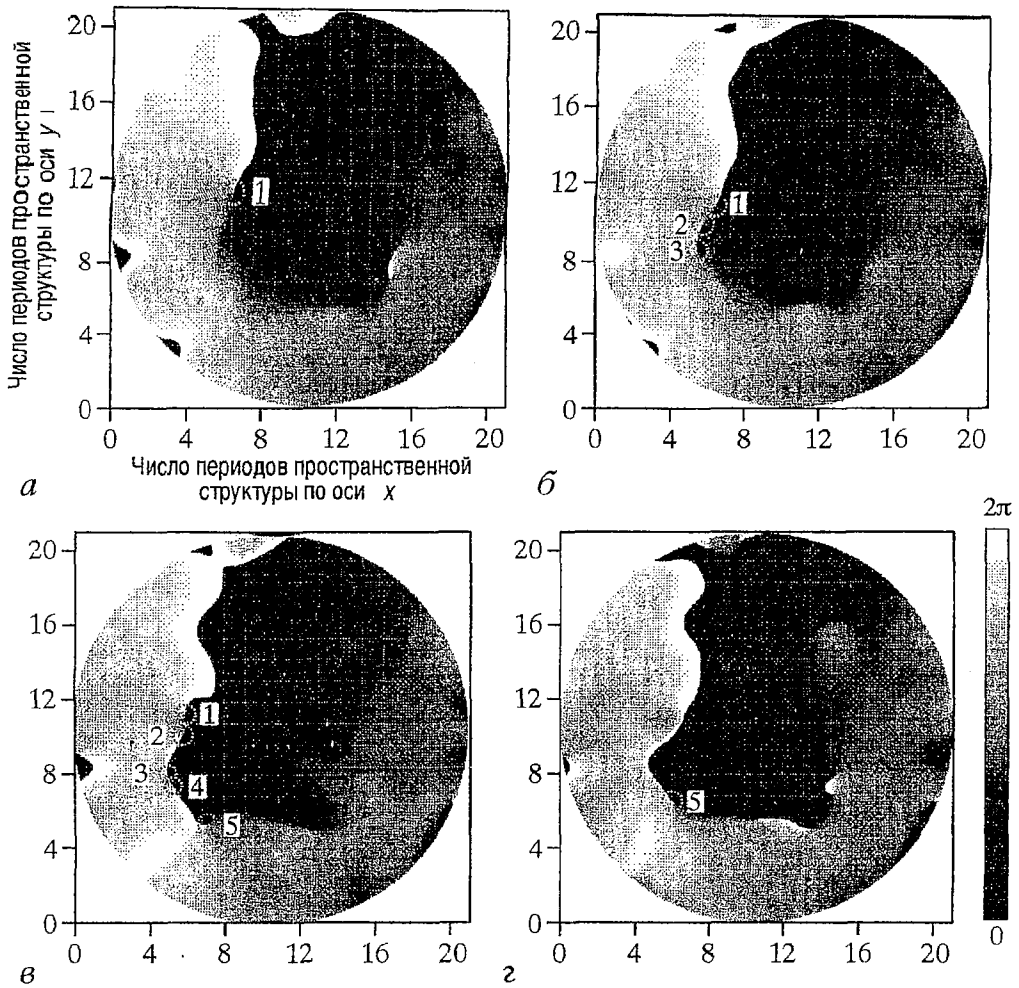 Число периодов пространственной
структуры по оси y
20
16
12
8
4
0
1
0 4 8 12 16 20
Число периодов пространственной
структуры по оси x
а
20
16
12
8
4
0
1
2
3
0 4 8 12 16 20
б
20
16
12
8
4
0
1
2
3
4
5
0 4 8 12 16 20
в
20
16
12
8
4
0
5
0 4 8 12 16 20
г
2π
0